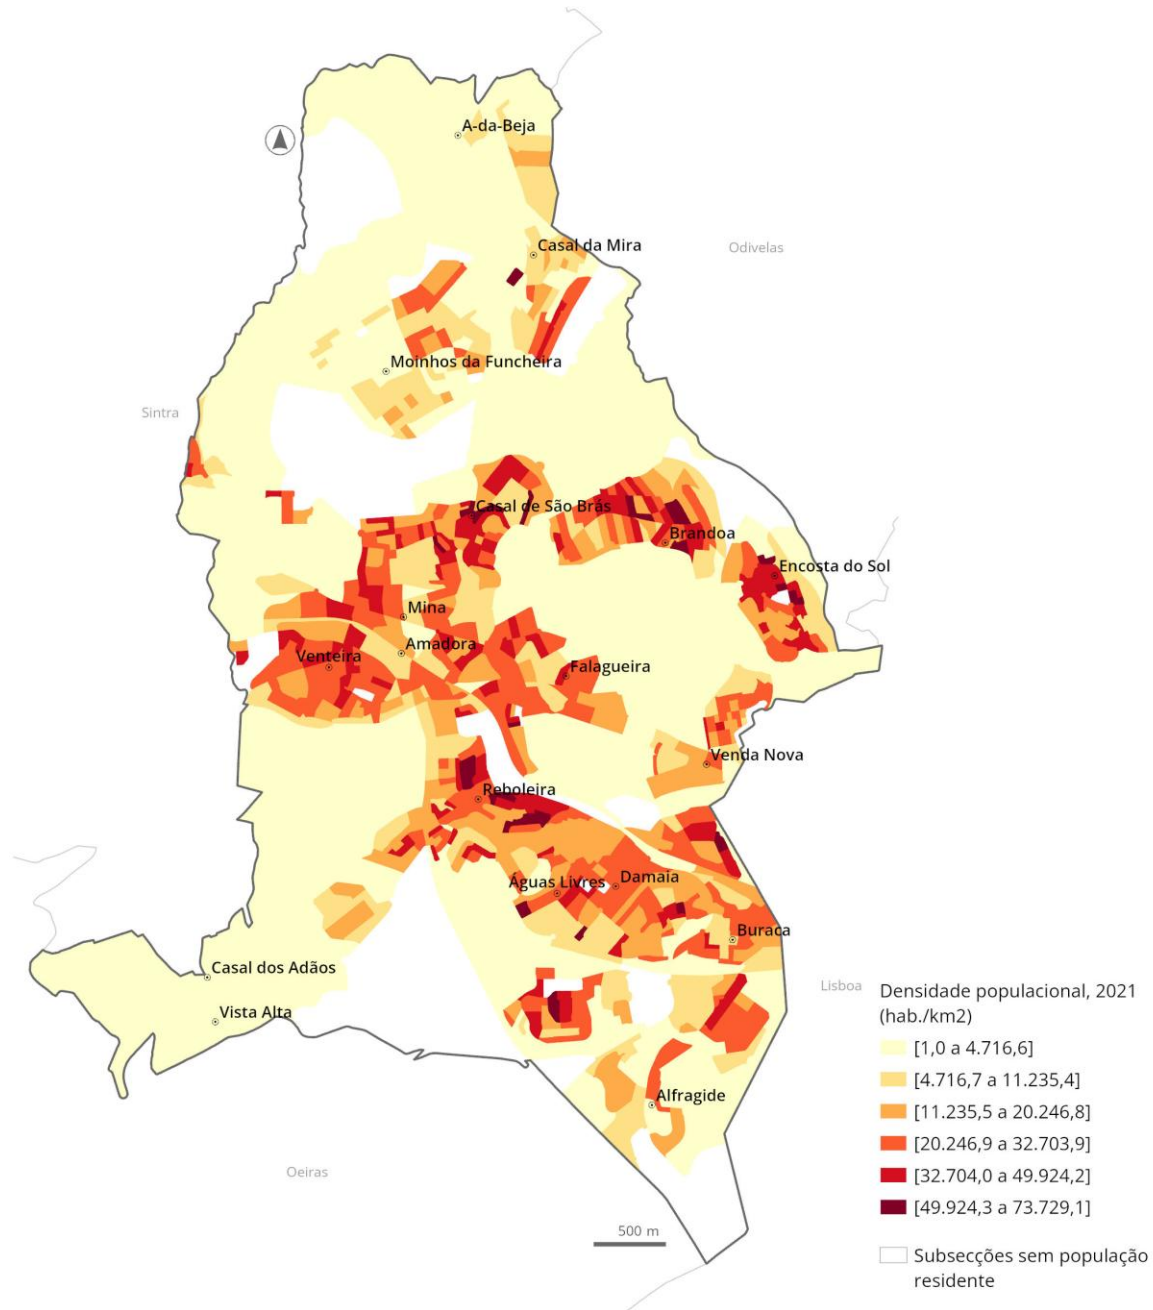 A-da-Beja
Casal da Mira
Odivelas
Moinhos da Funcheira
Sintra
Casal de São Brás
Brandoa
Encosta do Sol
Mina
Amadora
Venteira
Falagueira
Venda Nova
Reboleira
Águas Livres
Damaia
Buraca
Casal dos Adãos
Vista Alta
Lisboa
Alfragide
Oeiras
500 m
Densidade populacional, 2021
(hab./km2)
[1,0 a 4.716,6]
[4.716,7 a 11.235,4]
[11.235,5 a 20.246,8]
[20.246,9 a 32.703,9]
[32.704,0 a 49.924,2]
[49.924,3 a 73.729,1]
Subsecções sem população
residente